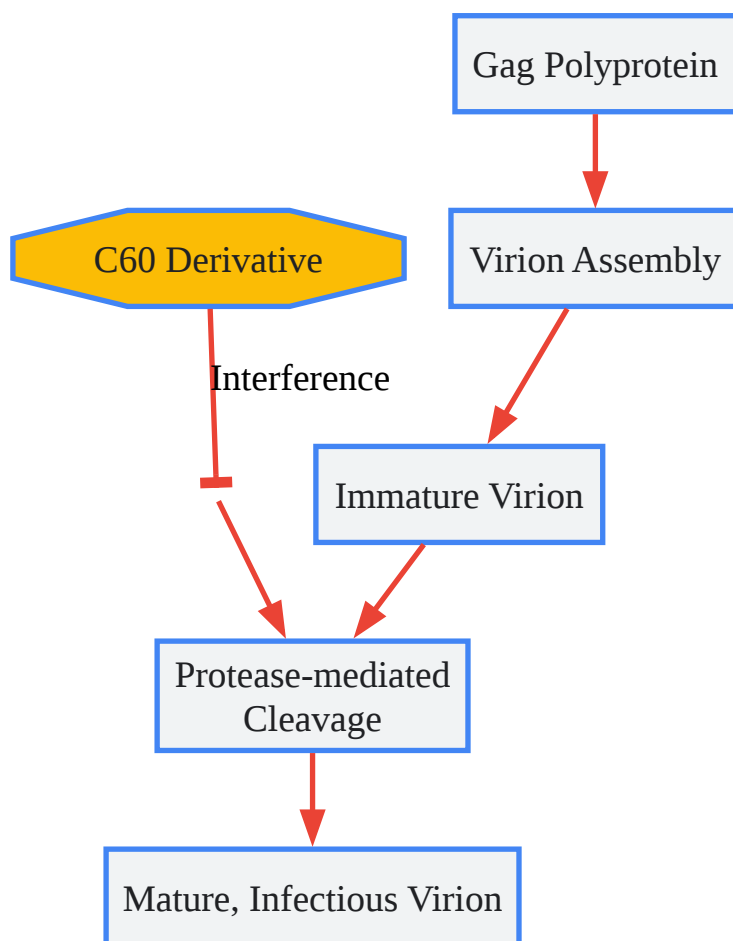 Gag Polyprotein
C60 Derivative
Virion Assembly
Interference
Immature Virion
Protease-mediated
Cleavage
Mature, Infectious Virion